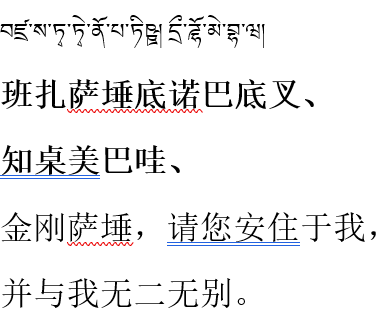 བཛྲ་ས་ཏྭ་ཏྭེ་ནོ་པ་ཏིཥྛ། དྲྀ་ཌྷོ་མེ་བྷ་ཝ།
班扎萨埵底诺巴底叉、
知桌美巴哇、
金刚萨埵，请您安住于我，
并与我无二无别。